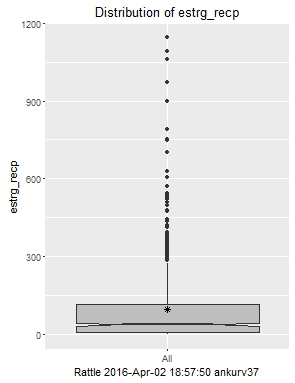 Distribution of estrg_recp
1200
900
600
300
0
estrg_recp
All
Rattle 2016-Apr-02 18:57:50 ankurv37